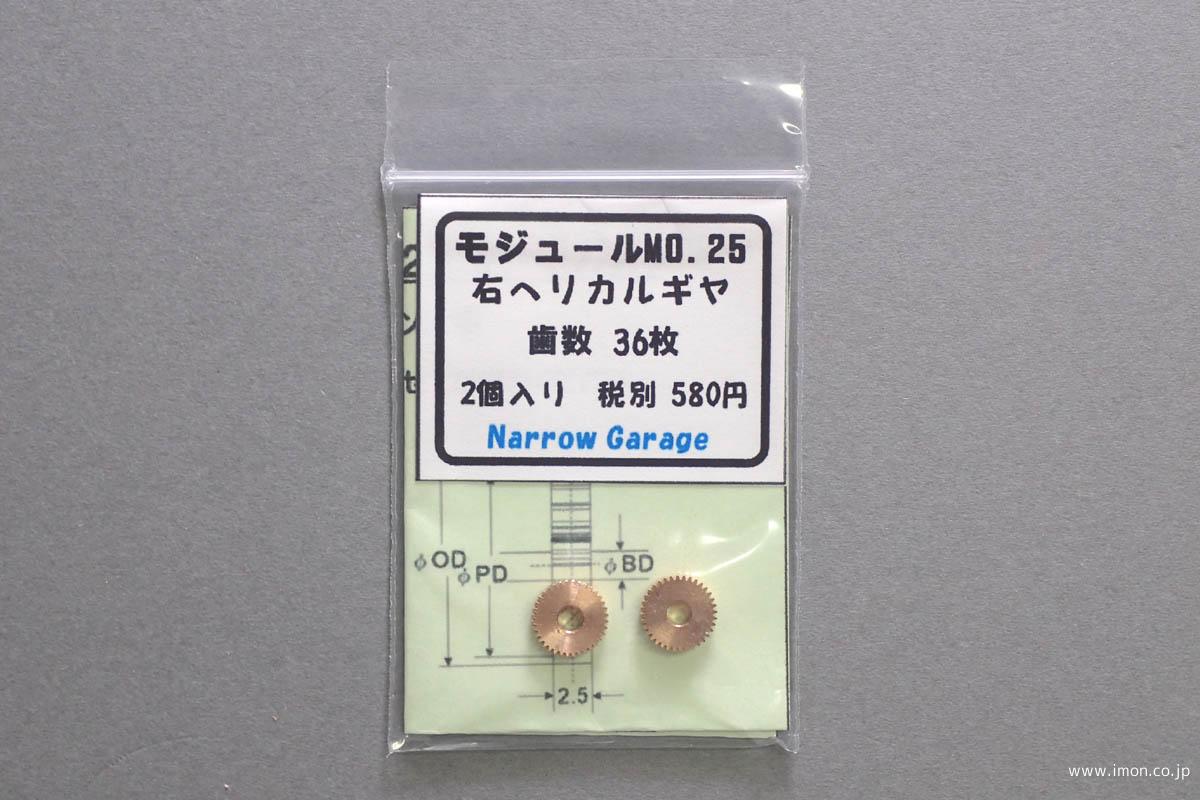 モジュールM0.25
右ヘリカルギヤ
歯数 36枚
2個入り 税別 580円
Narrow Garage
φOD
φPD
φBD
2.5
www.imon.co.jp